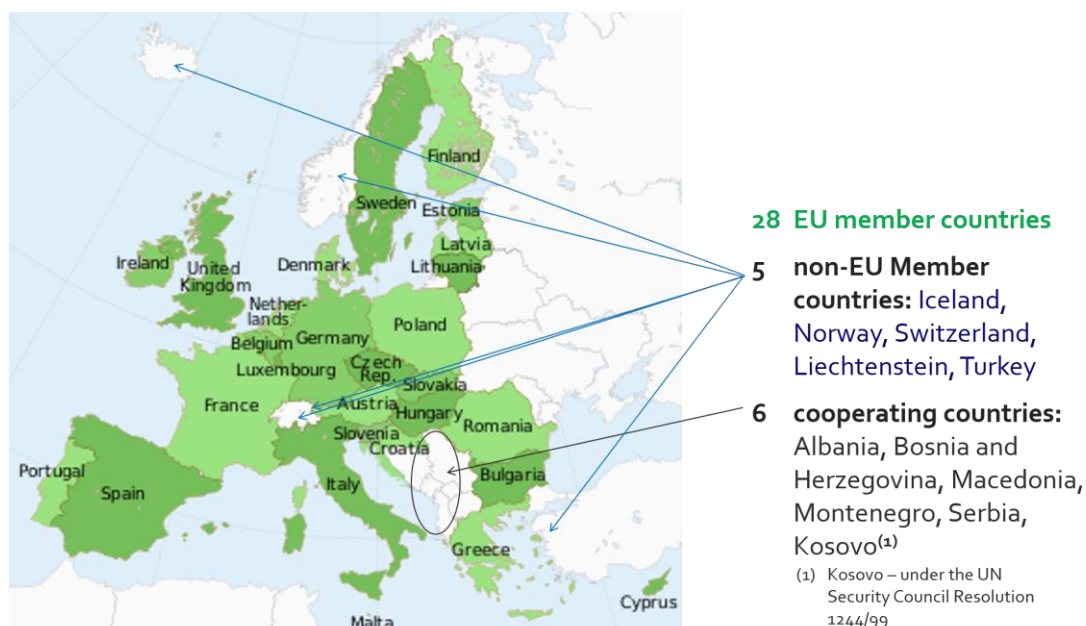 Finland
Sweden
Estonia
Latvia
Lithuania
Denmark
Ireland
United
Kingdom
Nether-
lands
Belgium
Luxembourg
Germany
Poland
Czech
Rep.
Slovakia
Austria
Hungary
France
Slovenia
Croatia
Romania
Portugal
Spain
Italy
Bulgaria
Greece
Malta
Cyprus
28 EU member countries
5 non-EU Member
countries: Iceland,
Norway, Switzerland,
Liechtenstein, Turkey
6 cooperating countries:
Albania, Bosnia and
Herzegovina, Macedonia,
Montenegro, Serbia,
Kosovo(1)
(1) Kosovo – under the UN
Security Council Resolution
1244/99